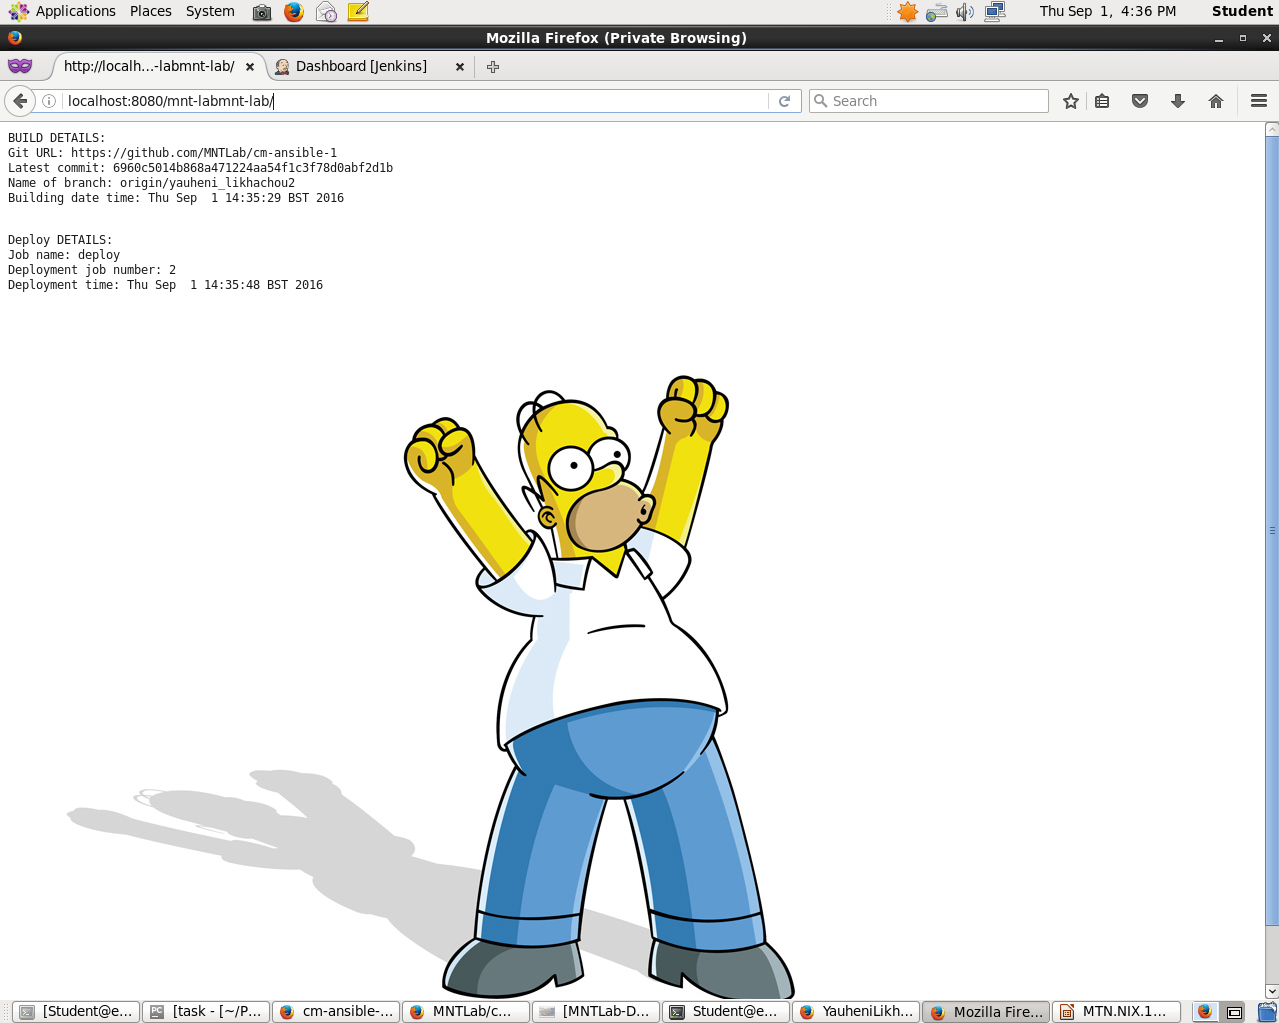 Applications Places System Thu Sep 1, 4:36 PM Student
Mozilla Firefox (Private Browsing)
http://localh...-labmnt-lab/ Dashboard [Jenkins]
localhost:8080/mnt-labmnt-lab/ Search
BUILD DETAILS:
Git URL: https://github.com/MNTLab/cm-ansible-1
Latest commit: 6960c5014b868a471224aa54f1c3f78d0abf2d1b
Name of branch: origin/yauheni_likhachou2
Building date time: Thu Sep  1 14:35:29 BST 2016
Deploy DETAILS:
Job name: deploy
Deployment job number: 2
Deployment time: Thu Sep  1 14:35:48 BST 2016
[Student@e... [task - [~/P... cm-ansible-... MNTLab/c... [MNTLab-D... Student@e... YauheniLikh... Mozilla Fire... MTN.NIX.1...